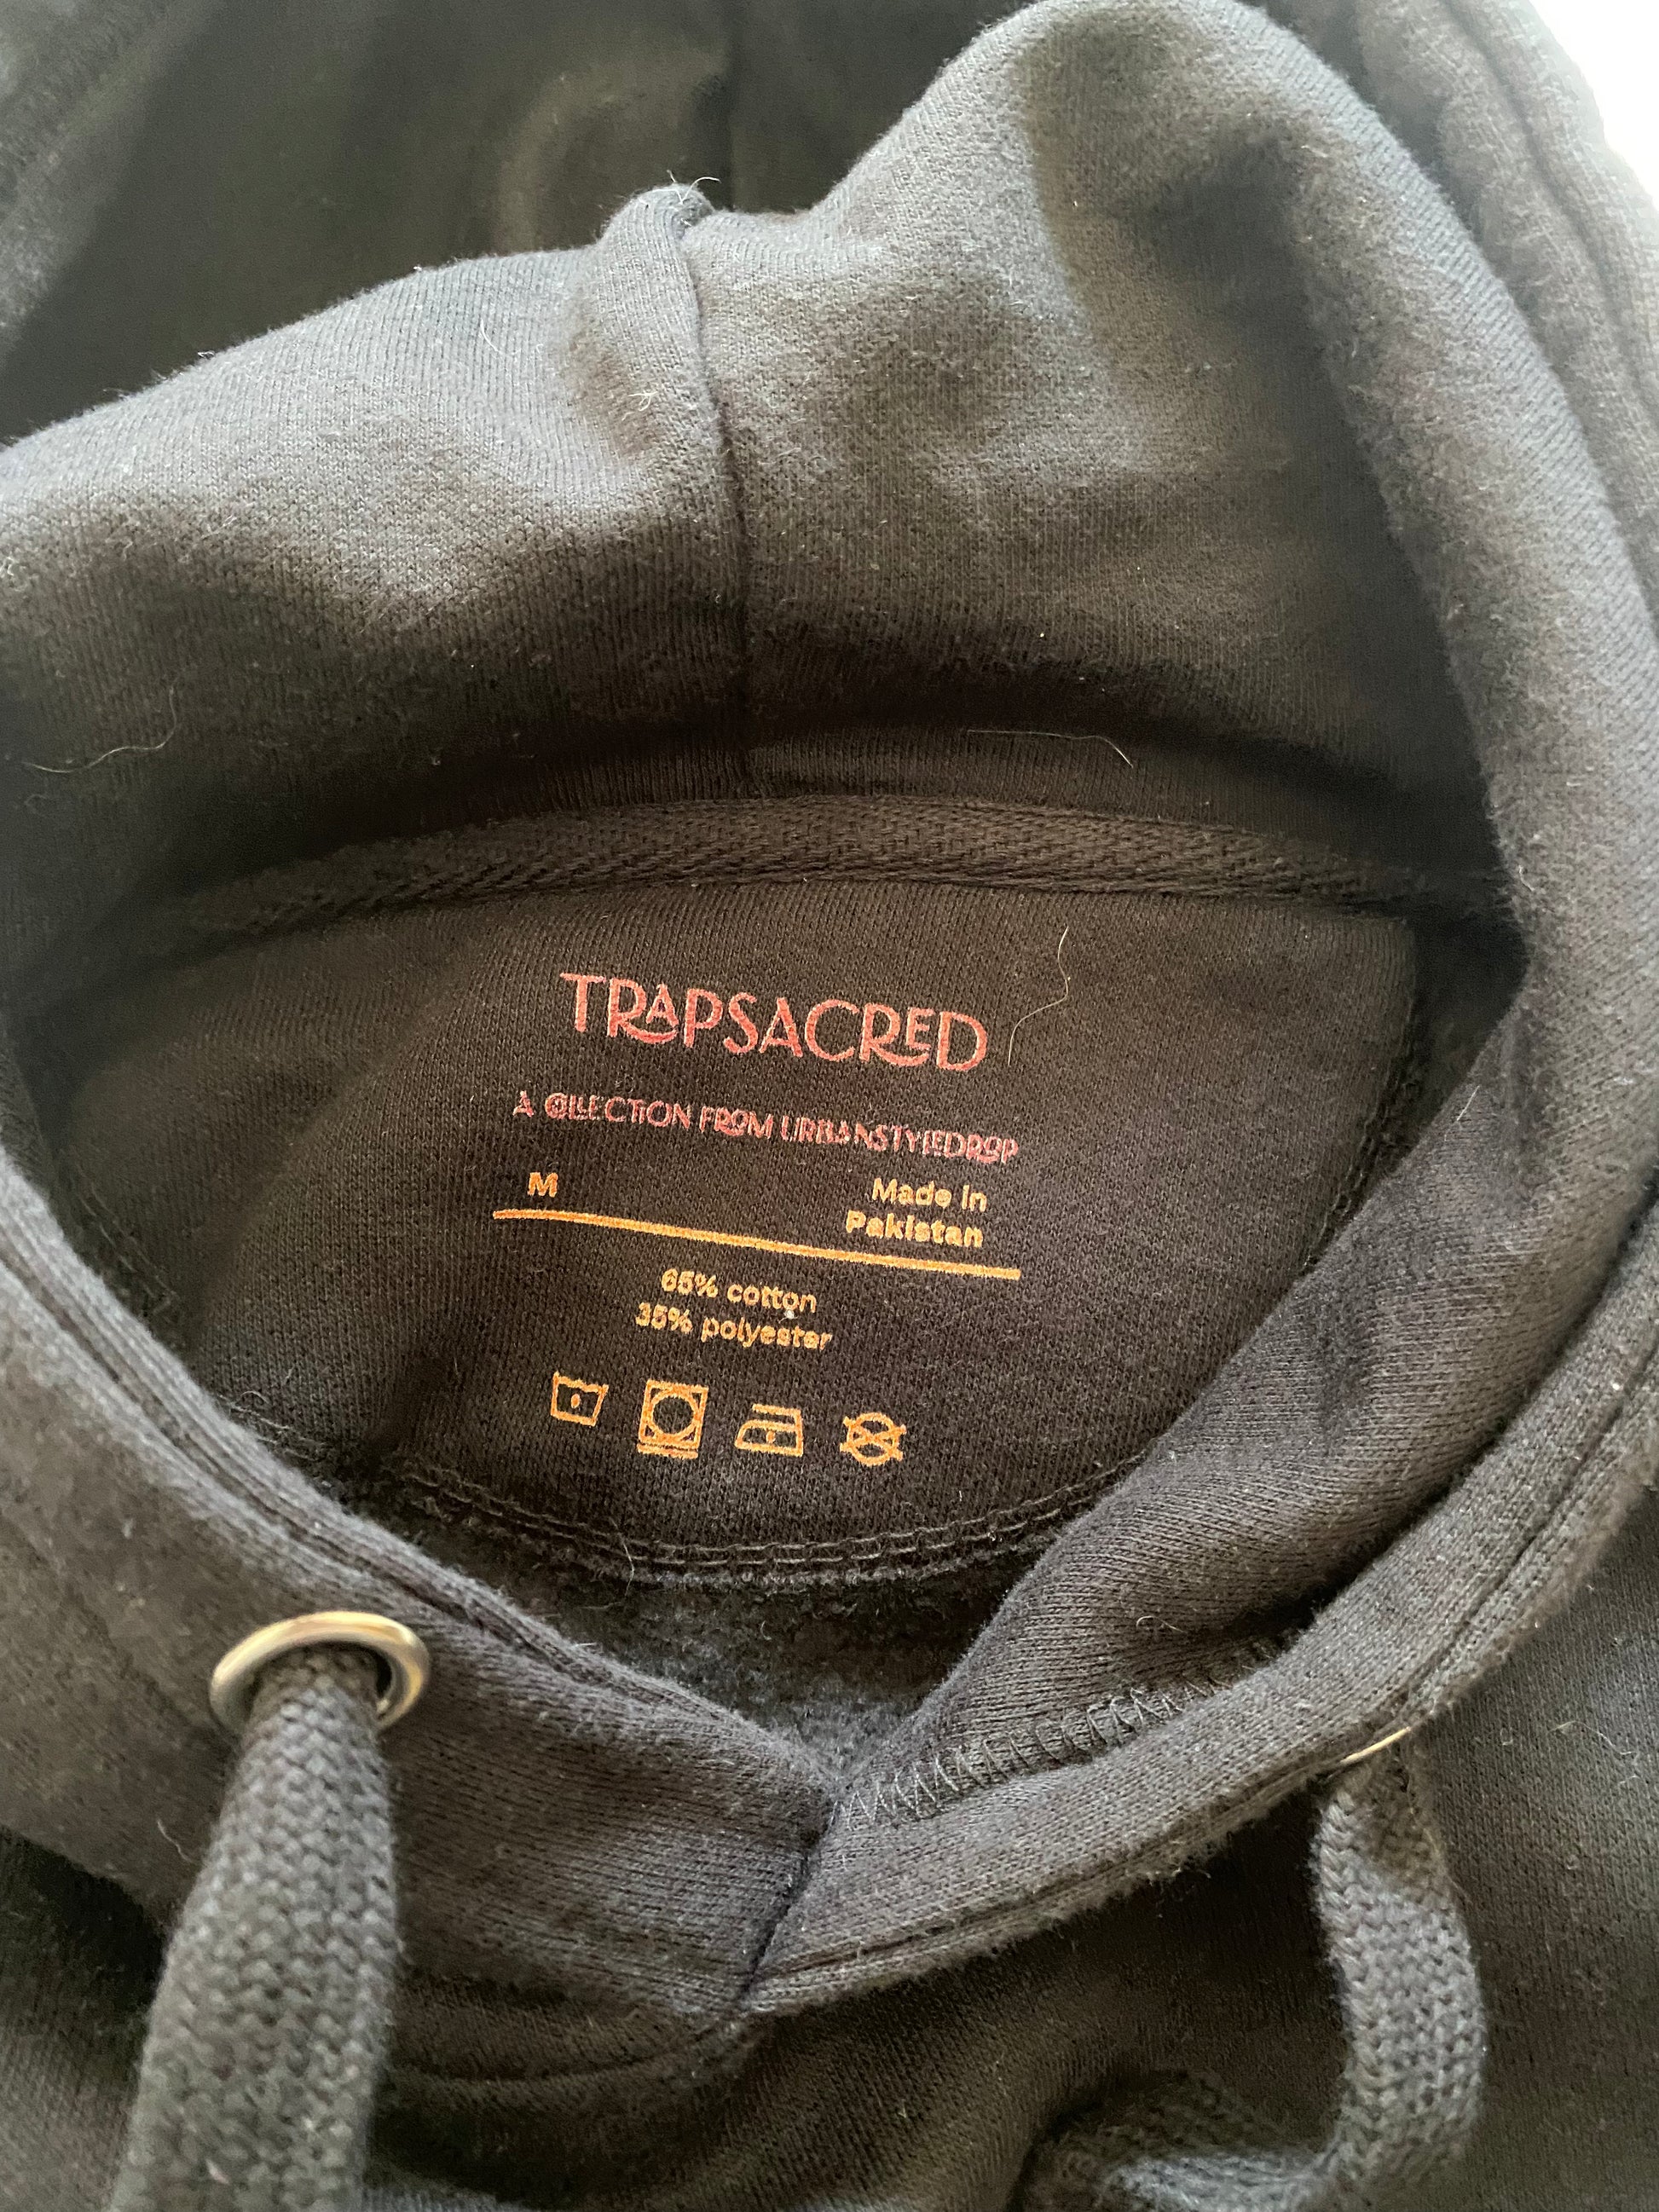 TRAPSACRED
A COLLECTION FROM URBANSTYLEDROP
M
Made in
Pakistan
65% cotton
35% polyester